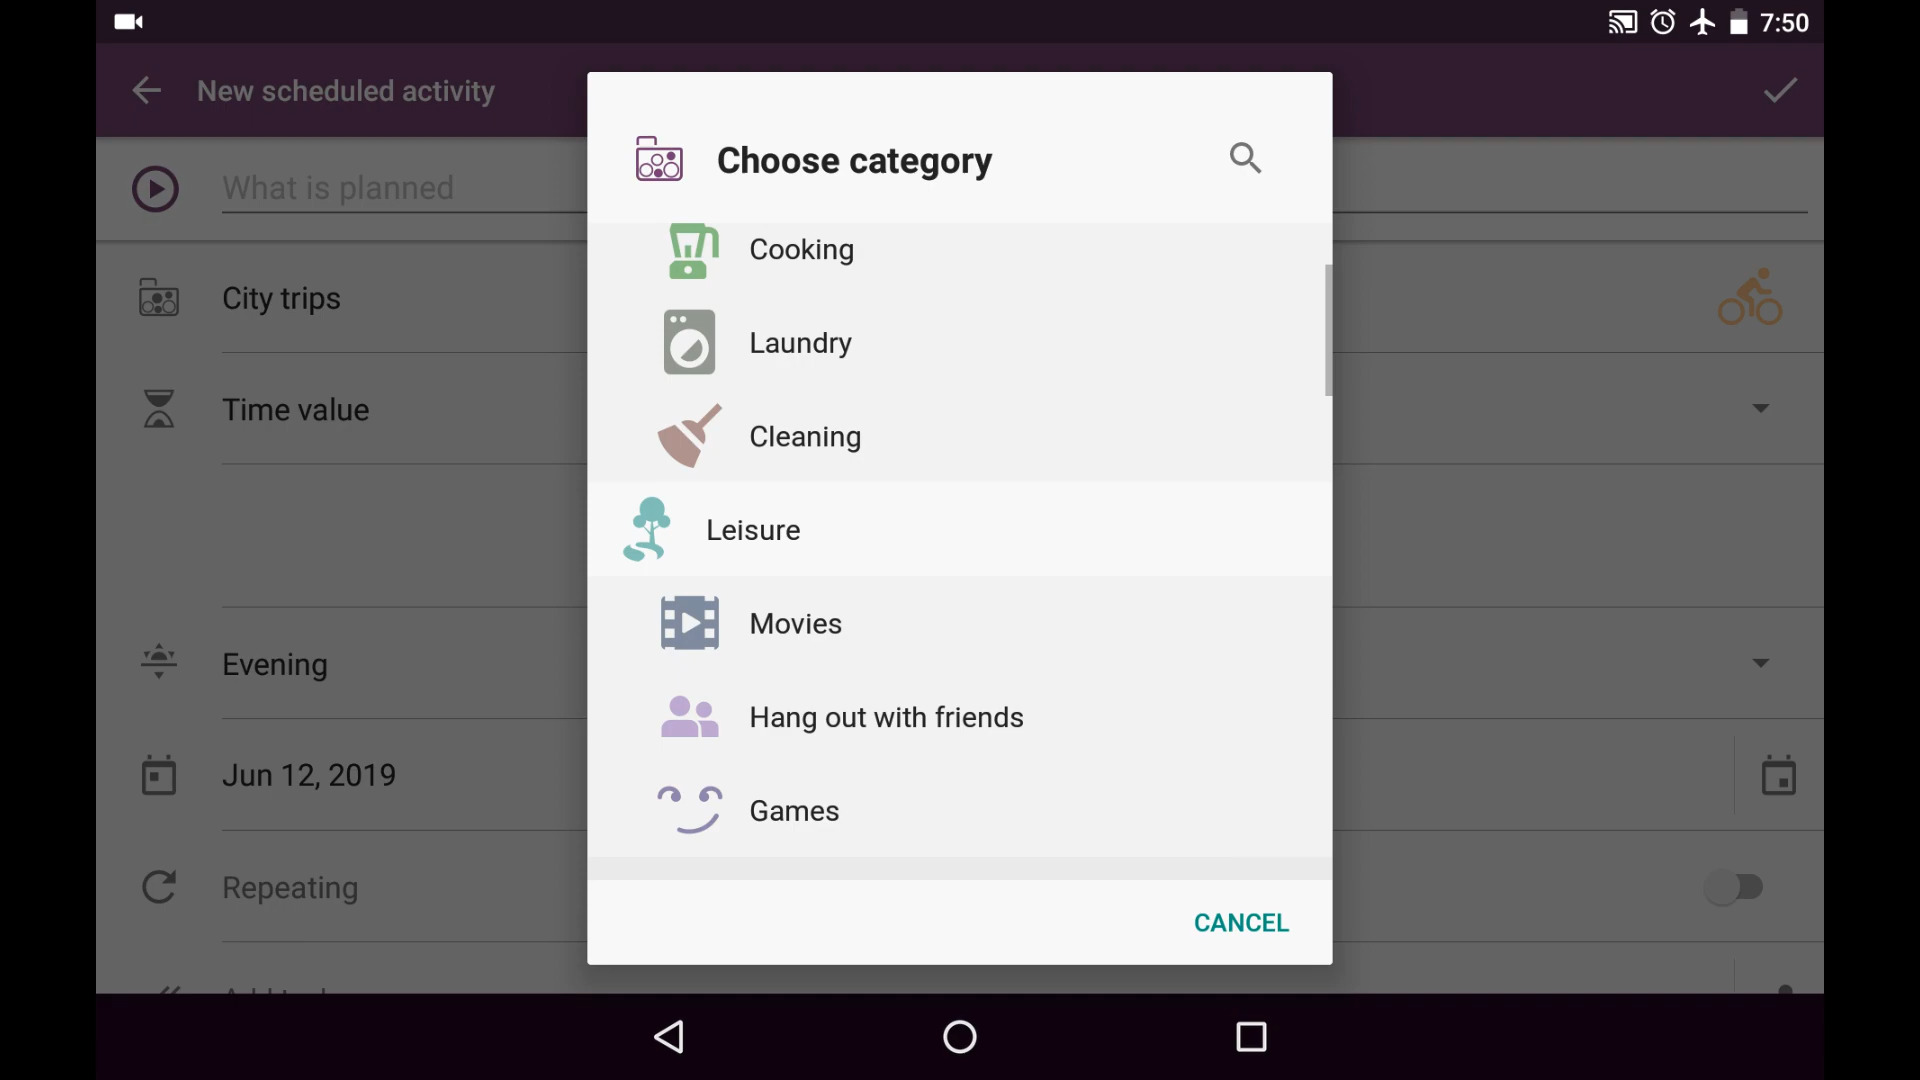 7:50
New scheduled activity
What is planned
City trips
Time value
Evening
Jun 12, 2019
Repeating
Choose category
Cooking
Laundry
Cleaning
Leisure
Movies
Hang out with friends
Games
CANCEL